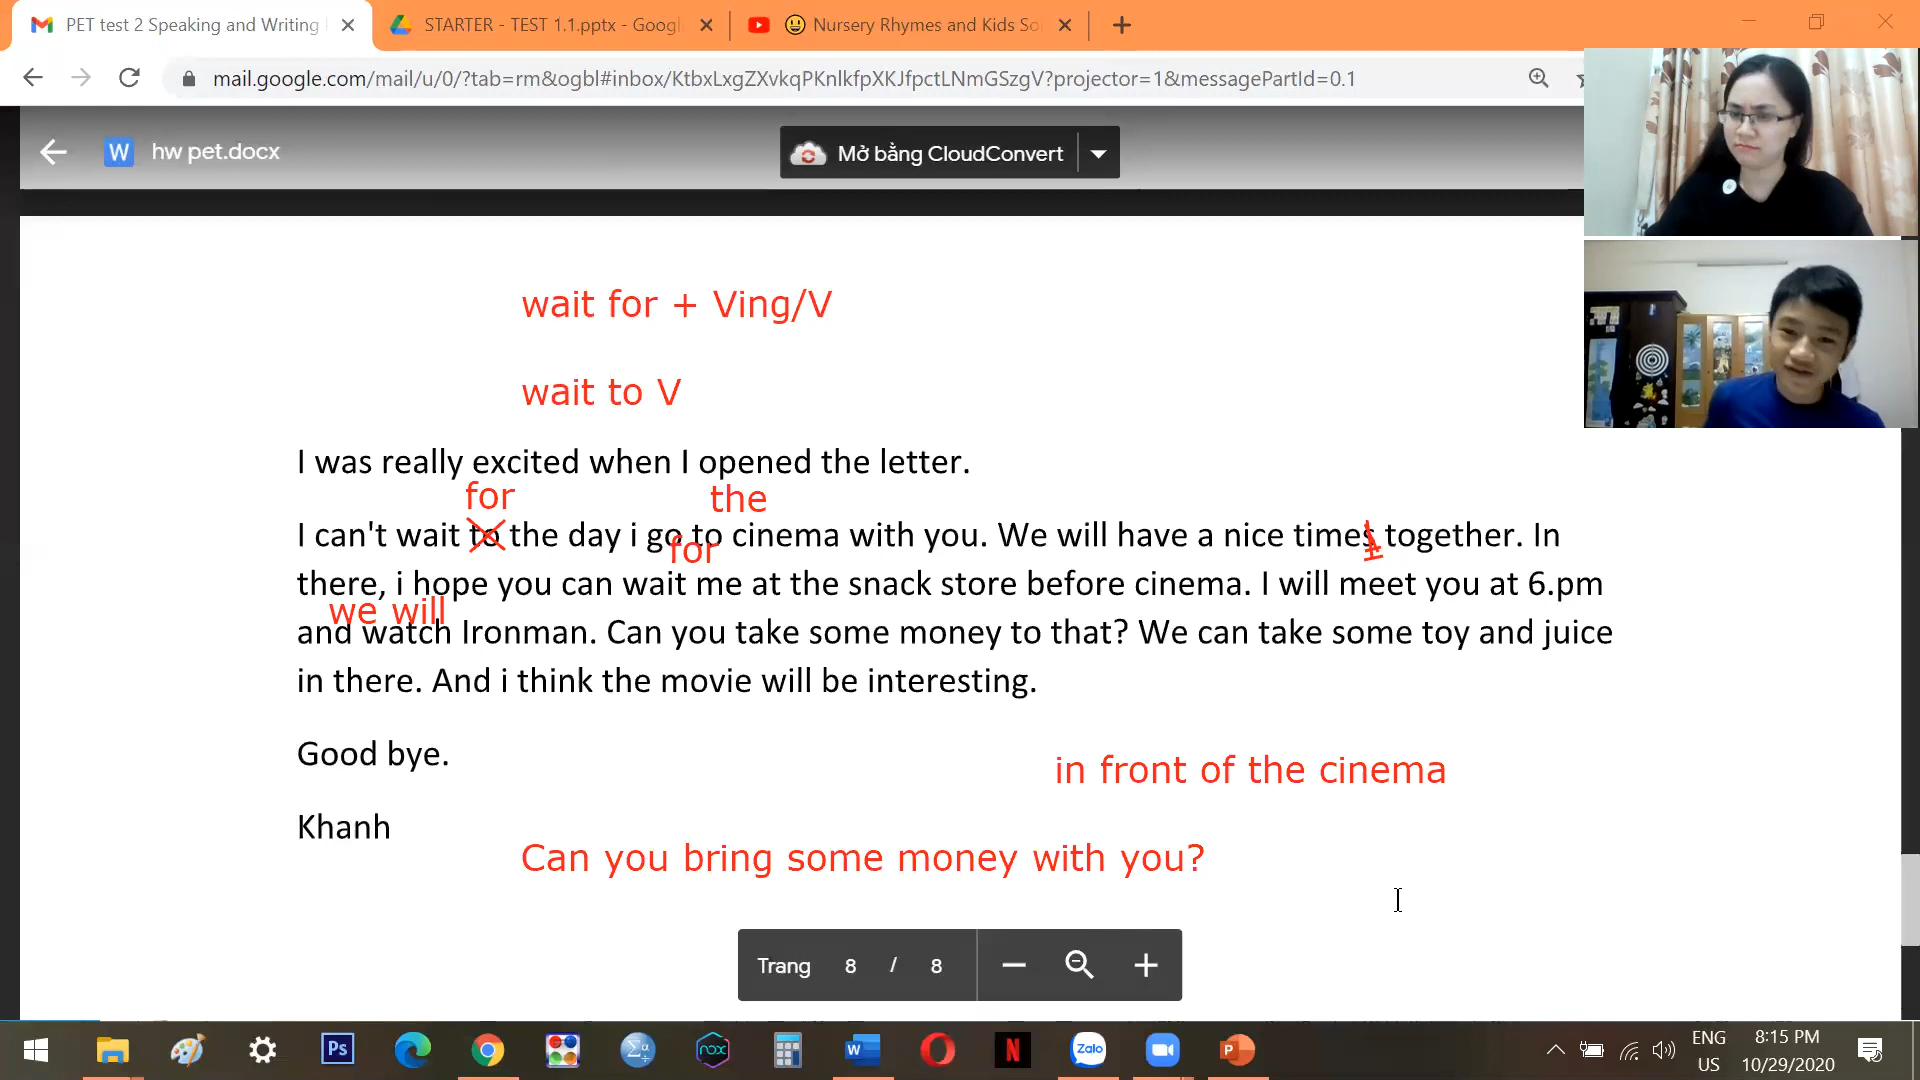 PET test 2 Speaking and Writing
STARTER - TEST 1.1.pptx - Googl
Nursery Rhymes and Kids So
mail.google.com/mail/u/0/?tab=rm&ogbl#inbox/KtbxLxgZXvkqPKnlkfpXKJfpctLNmGSzgV?projector=1&messagePartId=0.1
W hw pet.docx
Mở bằng CloudConvert
wait for + Ving/V
wait to V
I was really excited when I opened the letter.
for the
I can't wait to the day i go to cinema with you. We will have a nice times together. In
for
there, i hope you can wait me at the snack store before cinema. I will meet you at 6.pm
we will
and watch Ironman. Can you take some money to that? We can take some toy and juice
in there. And i think the movie will be interesting.
Good bye.
in front of the cinema
Khanh
Can you bring some money with you?
Trang 8 / 8
Ps
nox
W
N
Zalo
P
ENG
US
8:15 PM
10/29/2020